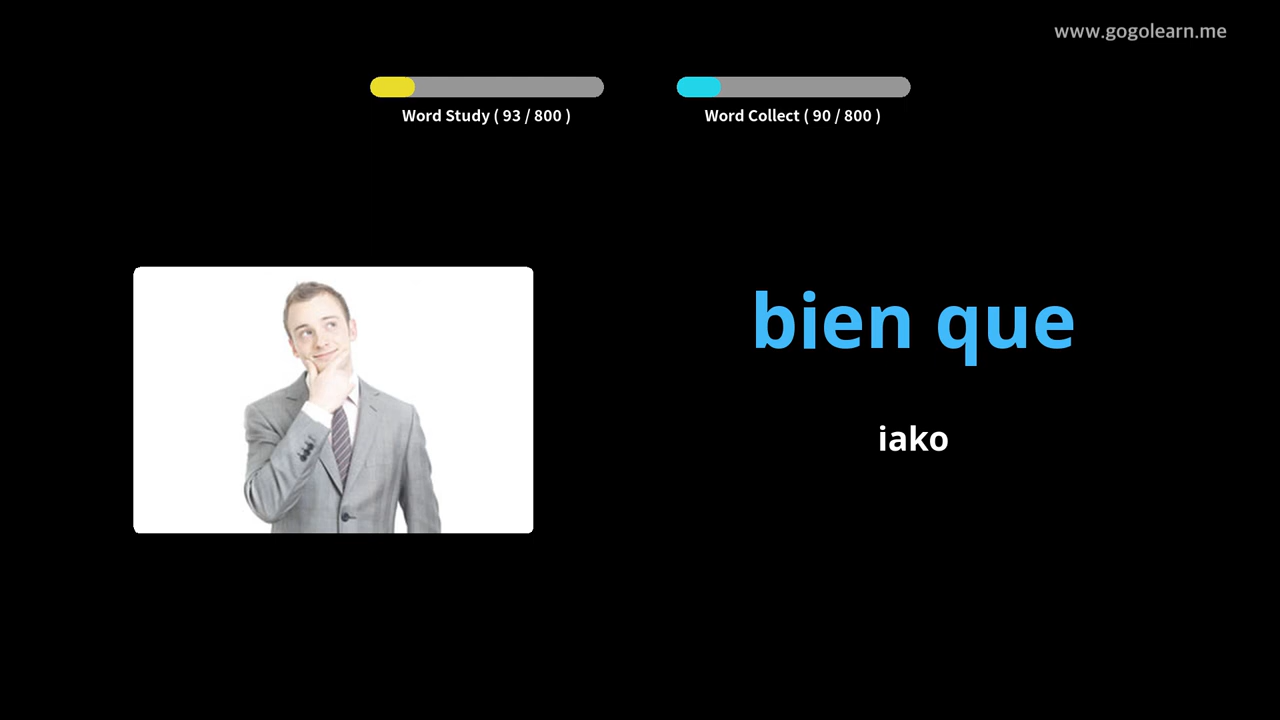 www.gogolearn.me
Word Study ( 93 / 800 )
Word Collect ( 90 / 800 )
bien que
iako